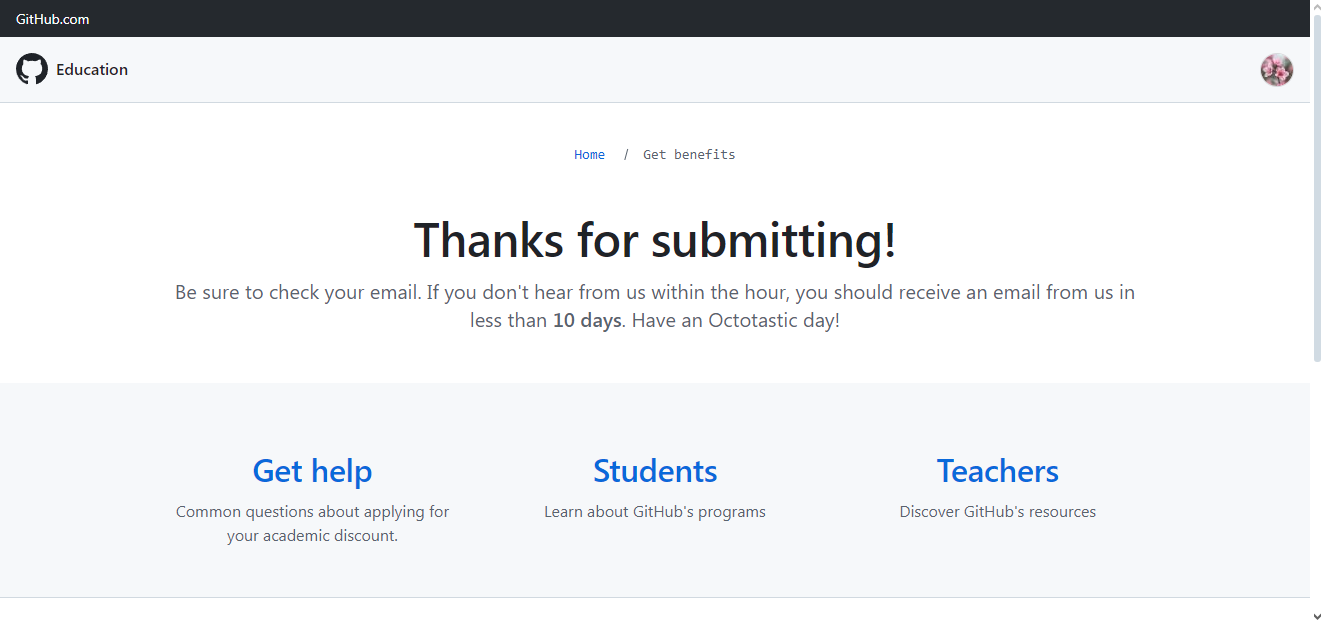 GitHub.com
Education
Home / Get benefits
Thanks for submitting!
Be sure to check your email. If you don't hear from us within the hour, you should receive an email from us in
less than 10 days. Have an Octotastic day!
Get help
Common questions about applying for
your academic discount.
Students
Learn about GitHub's programs
Teachers
Discover GitHub's resources